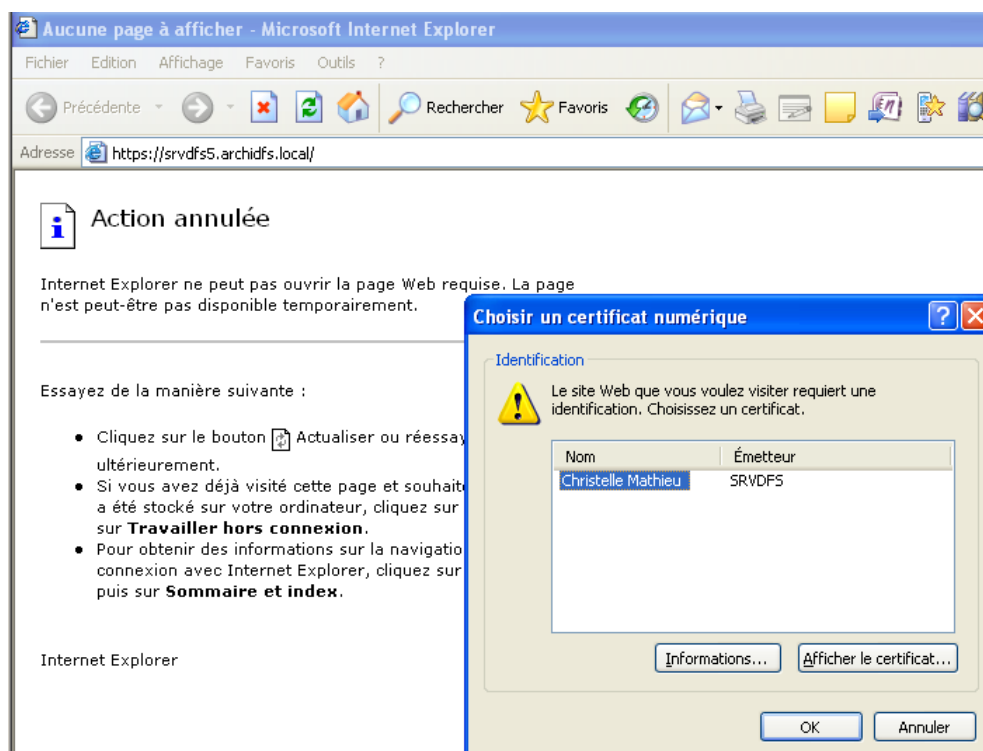 Aucune page à afficher - Microsoft Internet Explorer
Fichier Edition Affichage Favoris Outils ?
Précédente Rechercher Favoris
Adresse https://srvdfs5.archidfs.local/
Action annulée
Internet Explorer ne peut pas ouvrir la page Web requise. La page
n'est peut-être pas disponible temporairement.
Essayez de la manière suivante :
Cliquez sur le bouton Actualiser ou réessay
ultérieurement.
Si vous avez déjà visité cette page et souhait
a été stocké sur votre ordinateur, cliquez sur
sur Travailler hors connexion.
Pour obtenir des informations sur la navigatio
connexion avec Internet Explorer, cliquez sur
puis sur Sommaire et index.
Internet Explorer
Choisir un certificat numérique
Identification
Le site Web que vous voulez visiter requiert une
identification. Choisissez un certificat.
Nom Émetteur
Christelle Mathieu SRVDFS
Informations... Afficher le certificat...
OK Annuler